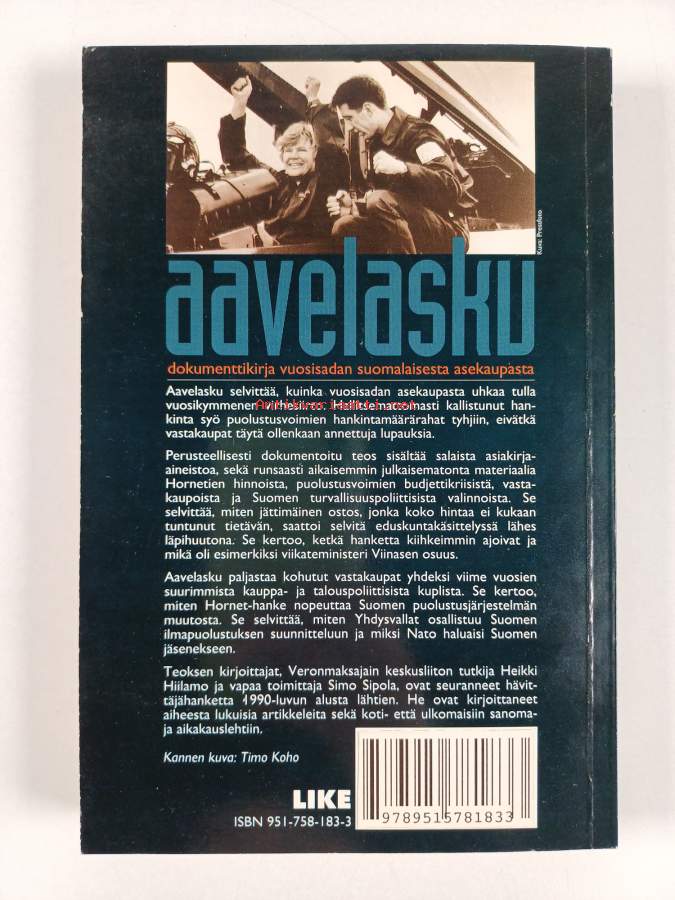 Kuva: Pressfoto
aavelasku
dokumenttikirja vuosisadan suomalaisesta asekaupasta
Aavelasku selvittää, kuinka vuosisadan asekaupasta uhkaa tulla
vuosikymmenen virhesiirto. Hallitsemattomasti kallistunut han-
kinta syö puolustusvoimien hankintamäärärahat tyhjiin, eivätkä
vastakaupat täytä ollenkaan annettuja lupauksia.
Perusteellisesti dokumentoitu teos sisältää salaista asiakirja-
aineistoa, sekä runsaasti aikaisemmin julkaisematonta materiaalia
Hornetien hinnoista, puolustusvoimien budjettikriisistä, vasta-
kaupoista ja Suomen turvallisuuspoliittisista valinnoista. Se
selvittää, miten jättimäinen ostos, jonka koko hintaa ei kukaan
tuntunut tietävän, saattoi selvitä eduskuntakäsittelyssä lähes
läpihuutona. Se kertoo, ketkä hanketta kiihkeimmin ajoivat ja
mikä oli esimerkiksi viikateministeri Viinasen osuus.
Aavelasku paljastaa kohutut vastakaupat yhdeksi viime vuosien
suurimmista kauppa- ja talouspoliittisista kuplista. Se kertoo,
miten Hornet-hanke nopeuttaa Suomen puolustusjärjestelmän
muutosta. Se selvittää, miten Yhdysvallat osallistuu Suomen
ilmapuolustuksen suunnitteluun ja miksi Nato haluaisi Suomen
jäsenekseen.
Teoksen kirjoittajat, Veronmaksajain keskusliiton tutkija Heikki
Hiilamo ja vapaa toimittaja Simo Sipola, ovat seuranneet hävit-
täjähanketta 1990-luvun alusta lähtien. He ovat kirjoittaneet
aiheesta lukuisia artikkeleita sekä koti- että ulkomaisiin sanoma-
ja aikakauslehtiin.
Kannen kuva: Timo Koho
LIKE
ISBN 951-758-183-3
9789515781833